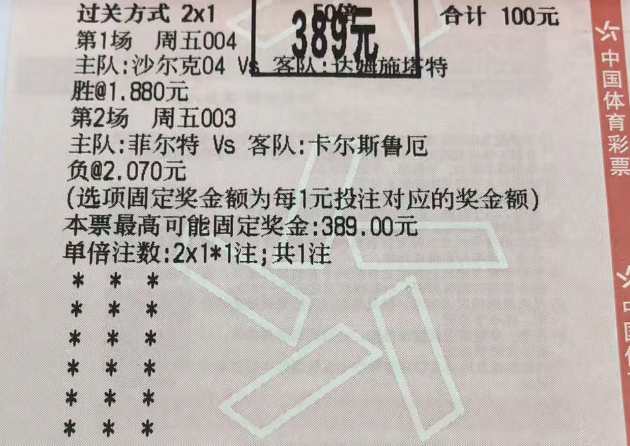 过关方式 2x1 50倍 合计 100元
389元
第1场 周五004
主队:沙尔克04 Vs 客队:达姆施塔特
胜@1.880元
第2场 周五003
主队:菲尔特 Vs 客队:卡尔斯鲁厄
负@2.070元
(选项固定奖金额为每1元投注对应的奖金额)
本票最高可能固定奖金:389.00元
单倍注数:2x1*1注;共1注
* * *
* * *
* * *
* * *
* * *
* * *
中国体育彩票
中国体